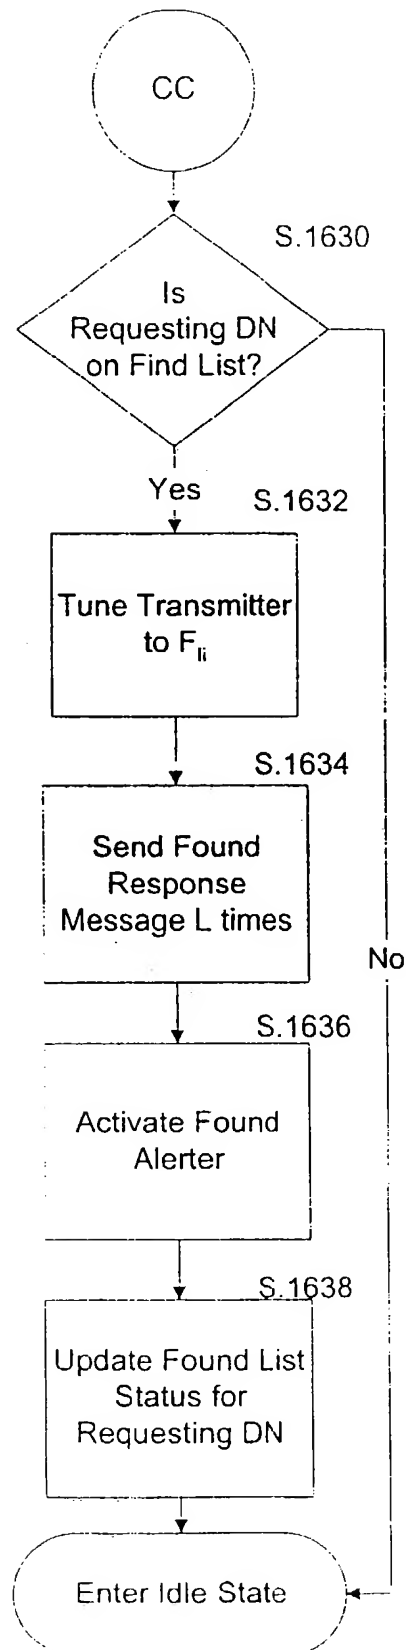 CC
S.1630
Is
Requesting DN
on Find List?
Yes
S.1632
Tune Transmitter
to F_li
S.1634
Send Found
Response
Message L times
No
S.1636
Activate Found
Alerter
S.1638
Update Found List
Status for
Requesting DN
Enter Idle State